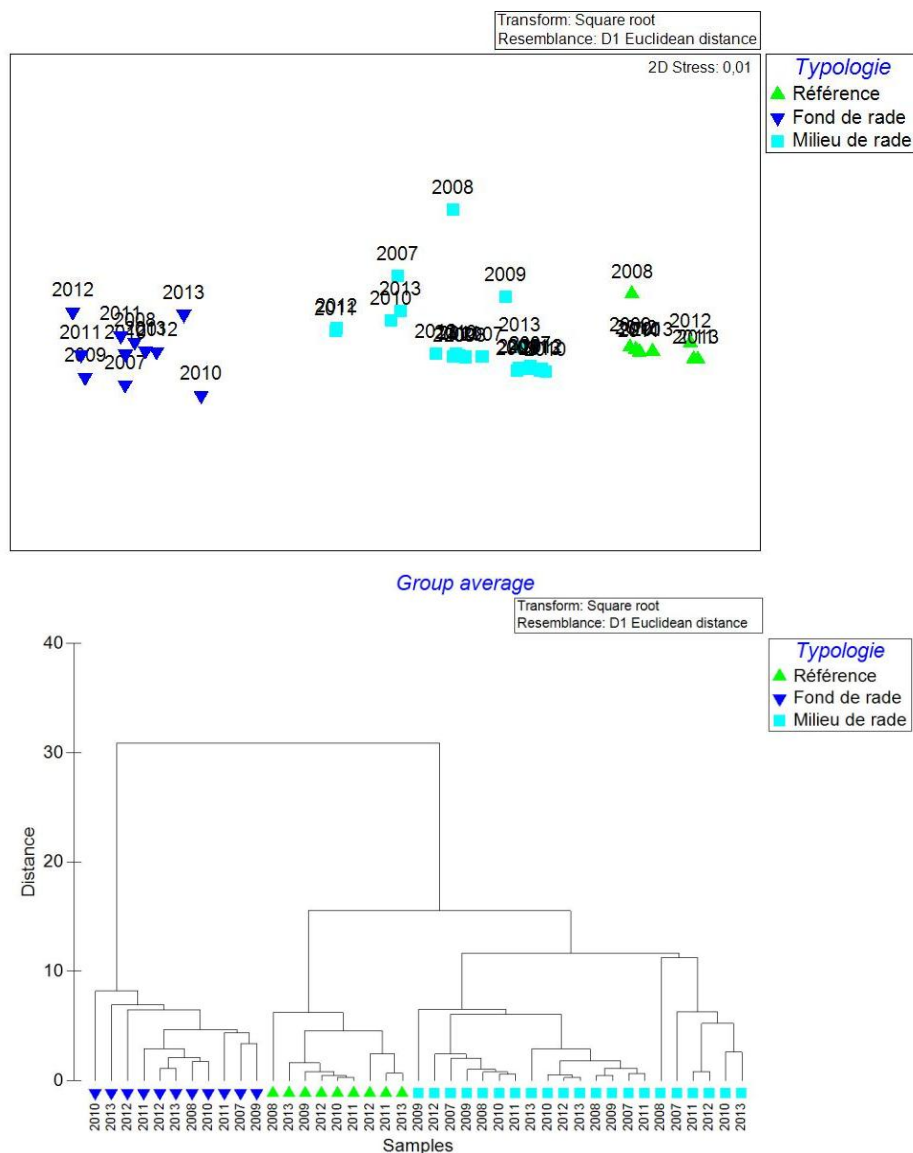 Transform: Square root
Resemblance: D1 Euclidean distance
2D Stress: 0,01
Typologie
Référence
Fond de rade
Milieu de rade
2008
2007
2009
2008
2012
2013
2013
2010
2012
2011
2011
2008
2013
2012
2011
2009
2007
2010
2013
2012
2013
Group average
Transform: Square root
Resemblance: D1 Euclidean distance
Typologie
Référence
Fond de rade
Milieu de rade
40
30
20
10
0
Distance
2010 2013 2012 2011 2012 2013 2008 2010 2011 2007 2009 2008 2013 2009 2012 2010 2011 2012 2011 2013 2009 2012 2007 2009 2008 2010 2011 2013 2010 2012 2013 2008 2009 2007 2011 2008 2007 2011 2012 2010 2013
Samples